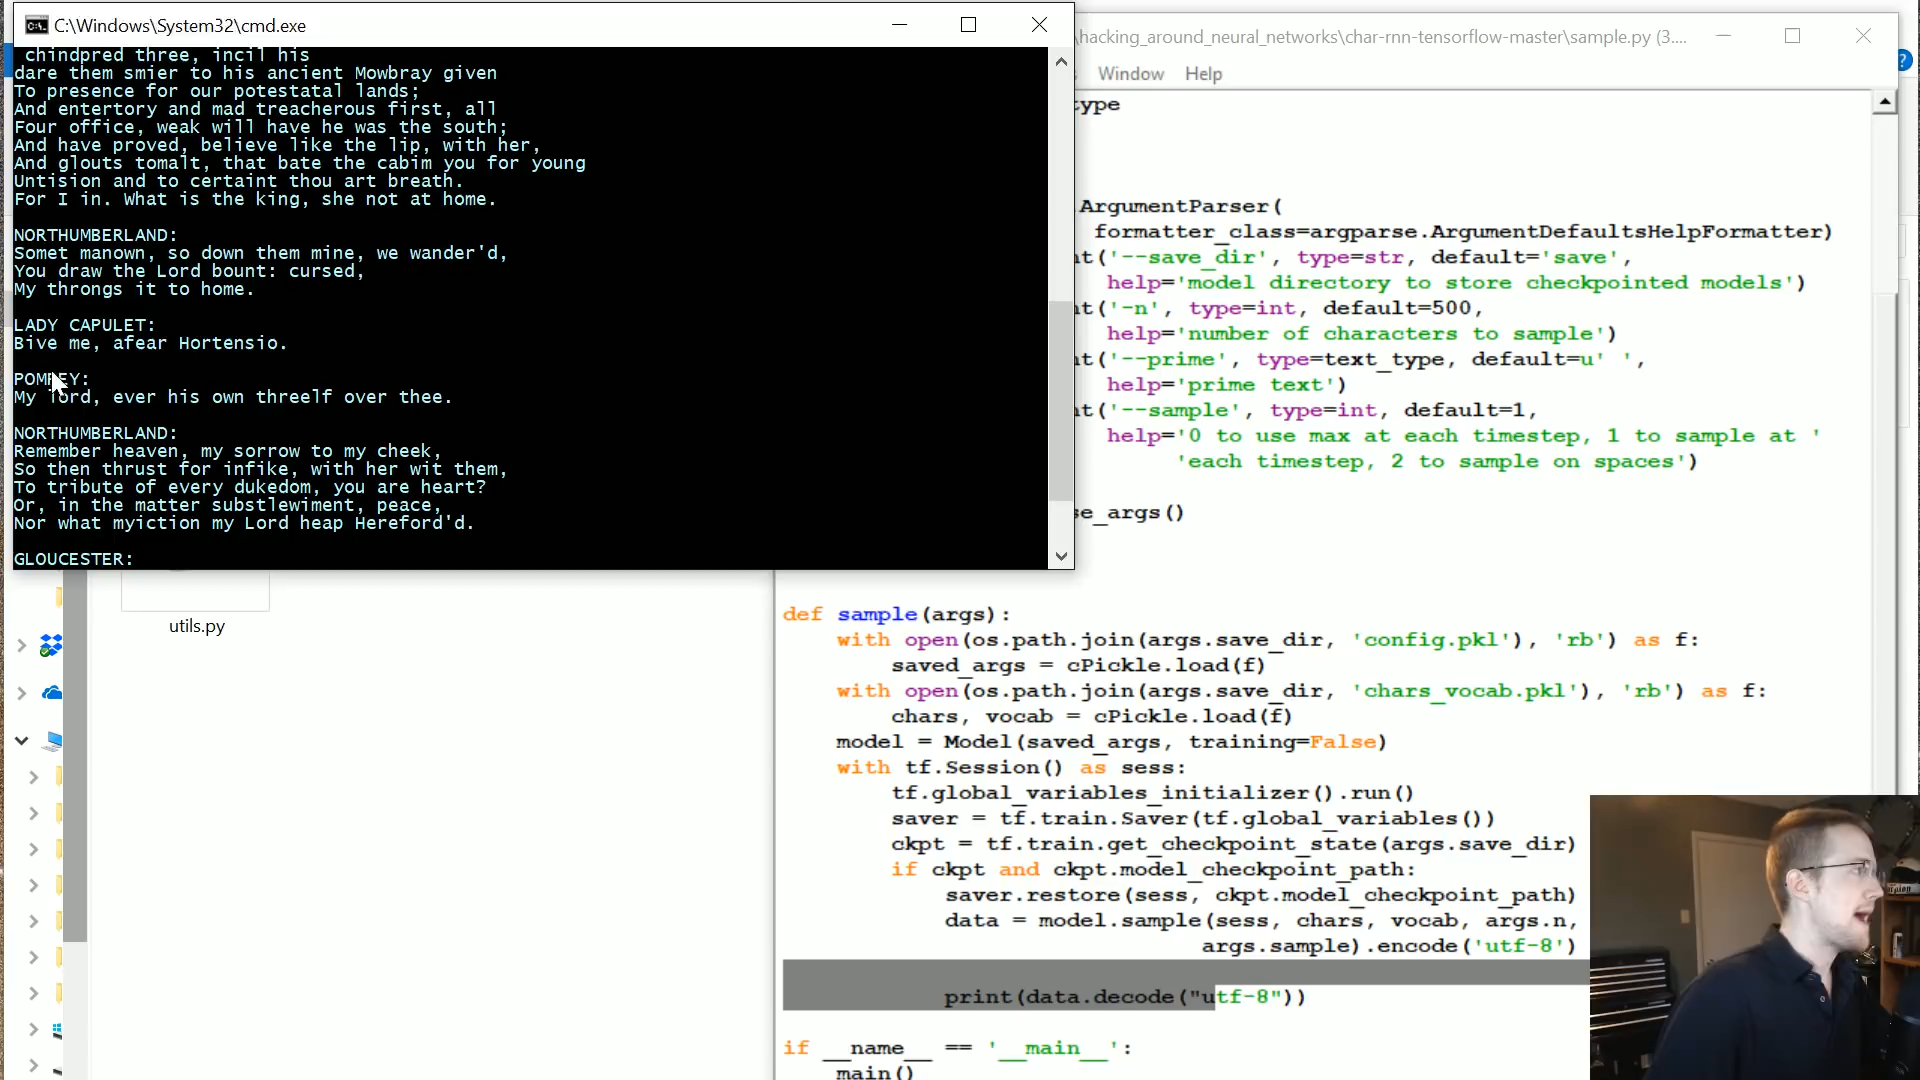 C:\Windows\System32\cmd.exe
chindpred three, incil his
dare them smier to his ancient Mowbray given
To presence for our potestatal lands;
And entertory and mad treacherous first, all
Four office, weak will have he was the south;
And have proved, believe like the lip, with her,
And glouts tomalt, that bate the cabim you for young
Untision and to certaint thou art breath.
For I in. What is the king, she not at home.
NORTHUMBERLAND:
Somet manown, so down them mine, we wander'd,
You draw the Lord bount: cursed,
My throngs it to home.
LADY CAPULET:
Bive me, afear Hortensio.
POMPEY:
My lord, ever his own threelf over thee.
NORTHUMBERLAND:
Remember heaven, my sorrow to my cheek,
So then thrust for infike, with her wit them,
To tribute of every dukedom, you are heart?
Or, in the matter substlewiment, peace,
Nor what myiction my Lord heap Hereford'd.
GLOUCESTER:
utils.py
\hacking_around_neural_networks\char-rnn-tensorflow-master\sample.py (3....
Window Help
type
.ArgumentParser(
formatter_class=argparse.ArgumentDefaultsHelpFormatter)
nt('--save_dir', type=str, default='save',
help='model directory to store checkpointed models')
nt('-n', type=int, default=500,
help='number of characters to sample')
nt('--prime', type=text_type, default=u' ',
help='prime text')
nt('--sample', type=int, default=1,
help='0 to use max at each timestep, 1 to sample at '
'each timestep, 2 to sample on spaces')
se_args()
def sample(args):
with open(os.path.join(args.save_dir, 'config.pkl'), 'rb') as f:
saved_args = cPickle.load(f)
with open(os.path.join(args.save_dir, 'chars_vocab.pkl'), 'rb') as f:
chars, vocab = cPickle.load(f)
model = Model(saved_args, training=False)
with tf.Session() as sess:
tf.global_variables_initializer().run()
saver = tf.train.Saver(tf.global_variables())
ckpt = tf.train.get_checkpoint_state(args.save_dir)
if ckpt and ckpt.model_checkpoint_path:
saver.restore(sess, ckpt.model_checkpoint_path)
data = model.sample(sess, chars, vocab, args.n,
args.sample).encode('utf-8')
print(data.decode("utf-8"))
if __name__ == '__main__':
main()